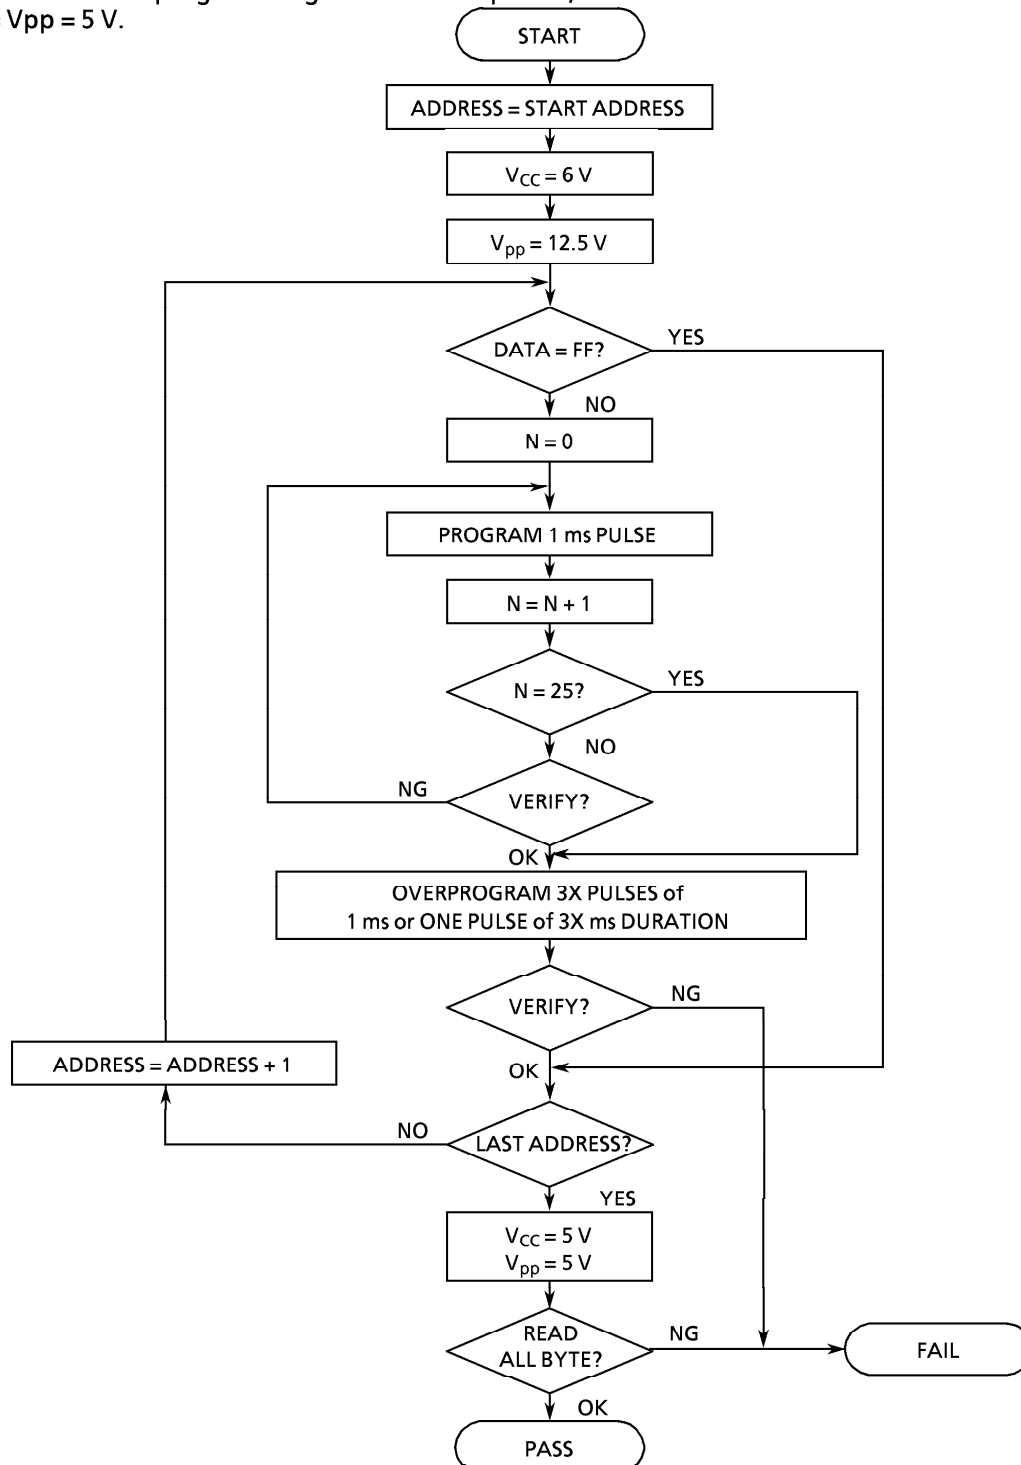 = Vpp = 5 V.
START
ADDRESS = START ADDRESS
VCC = 6 V
Vpp = 12.5 V
DATA = FF?
YES
NO
N = 0
PROGRAM 1 ms PULSE
N = N + 1
N = 25?
YES
NO
NG
VERIFY?
OK
OVERPROGRAM 3X PULSES of
1 ms or ONE PULSE of 3X ms DURATION
VERIFY?
NG
ADDRESS = ADDRESS + 1
OK
NO
LAST ADDRESS?
YES
VCC = 5 V
Vpp = 5 V
READ
ALL BYTE?
NG
FAIL
OK
PASS